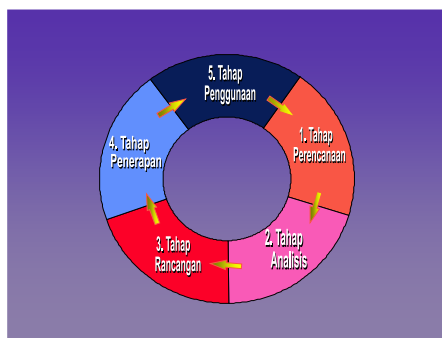 5. Tahap
Penggunaan
1. Tahap
Perencanaan
2. Tahap
Analisis
3. Tahap
Rancangan
4. Tahap
Penerapan